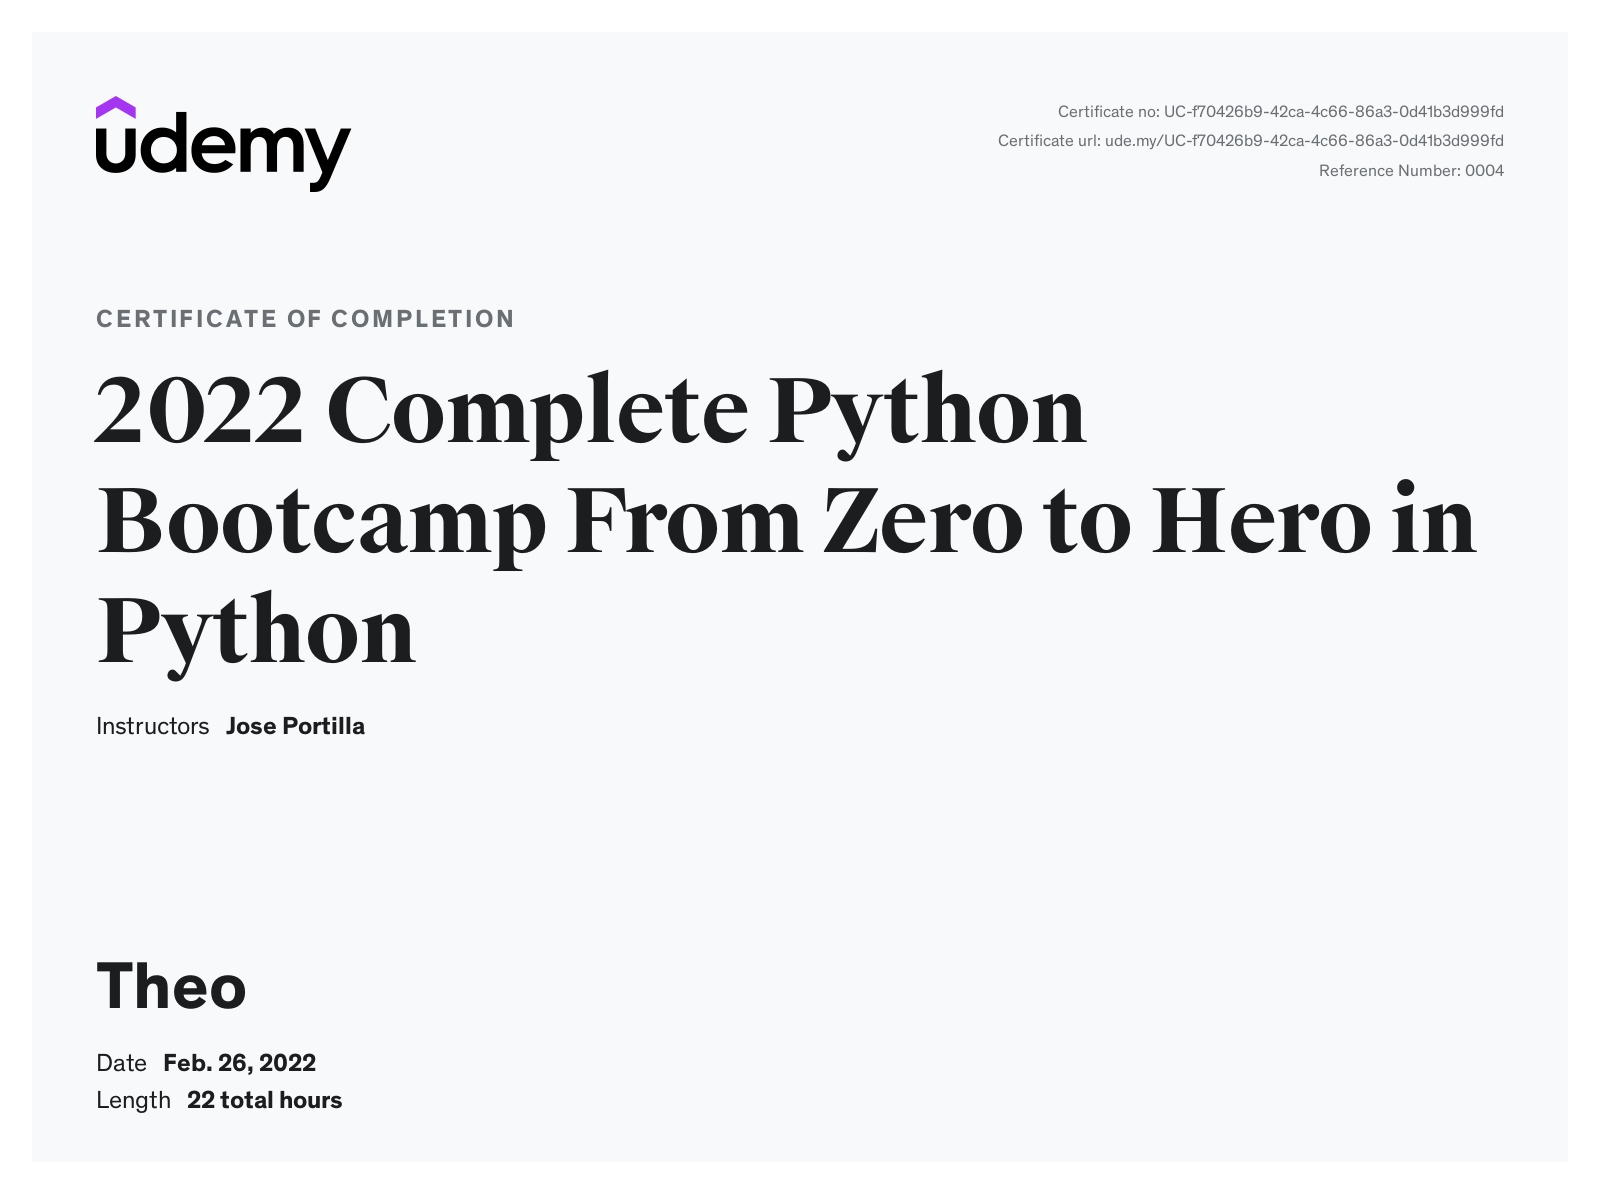 udemy
Certificate no: UC-f70426b9-42ca-4c66-86a3-0d41b3d999fd
Certificate url: ude.my/UC-f70426b9-42ca-4c66-86a3-0d41b3d999fd
Reference Number: 0004
CERTIFICATE OF COMPLETION
2022 Complete Python
Bootcamp From Zero to Hero in
Python
Instructors Jose Portilla
Theo
Date Feb. 26, 2022
Length 22 total hours